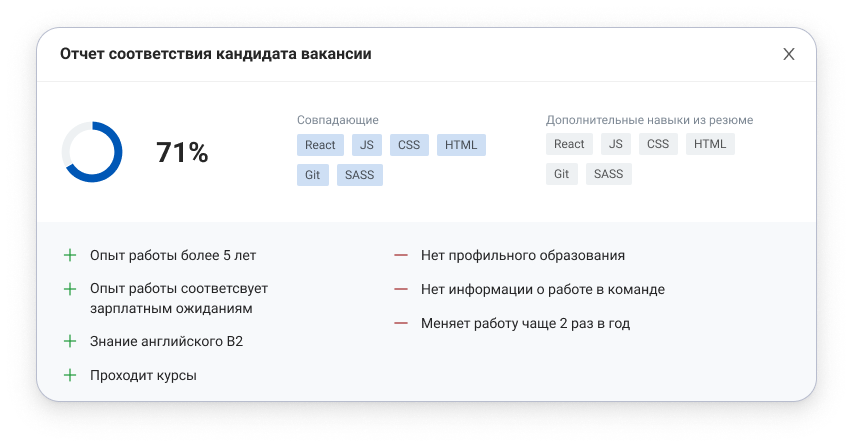 Отчет соответствия кандидата вакансии
X
71%
Совпадающие
React JS CSS HTML
Git SASS
Дополнительные навыки из резюме
React JS CSS HTML
Git SASS
Опыт работы более 5 лет
Опыт работы соответсвует
зарплатным ожиданиям
Знание английского B2
Проходит курсы
Нет профильного образования
Нет информации о работе в команде
Меняет работу чаще 2 раз в год